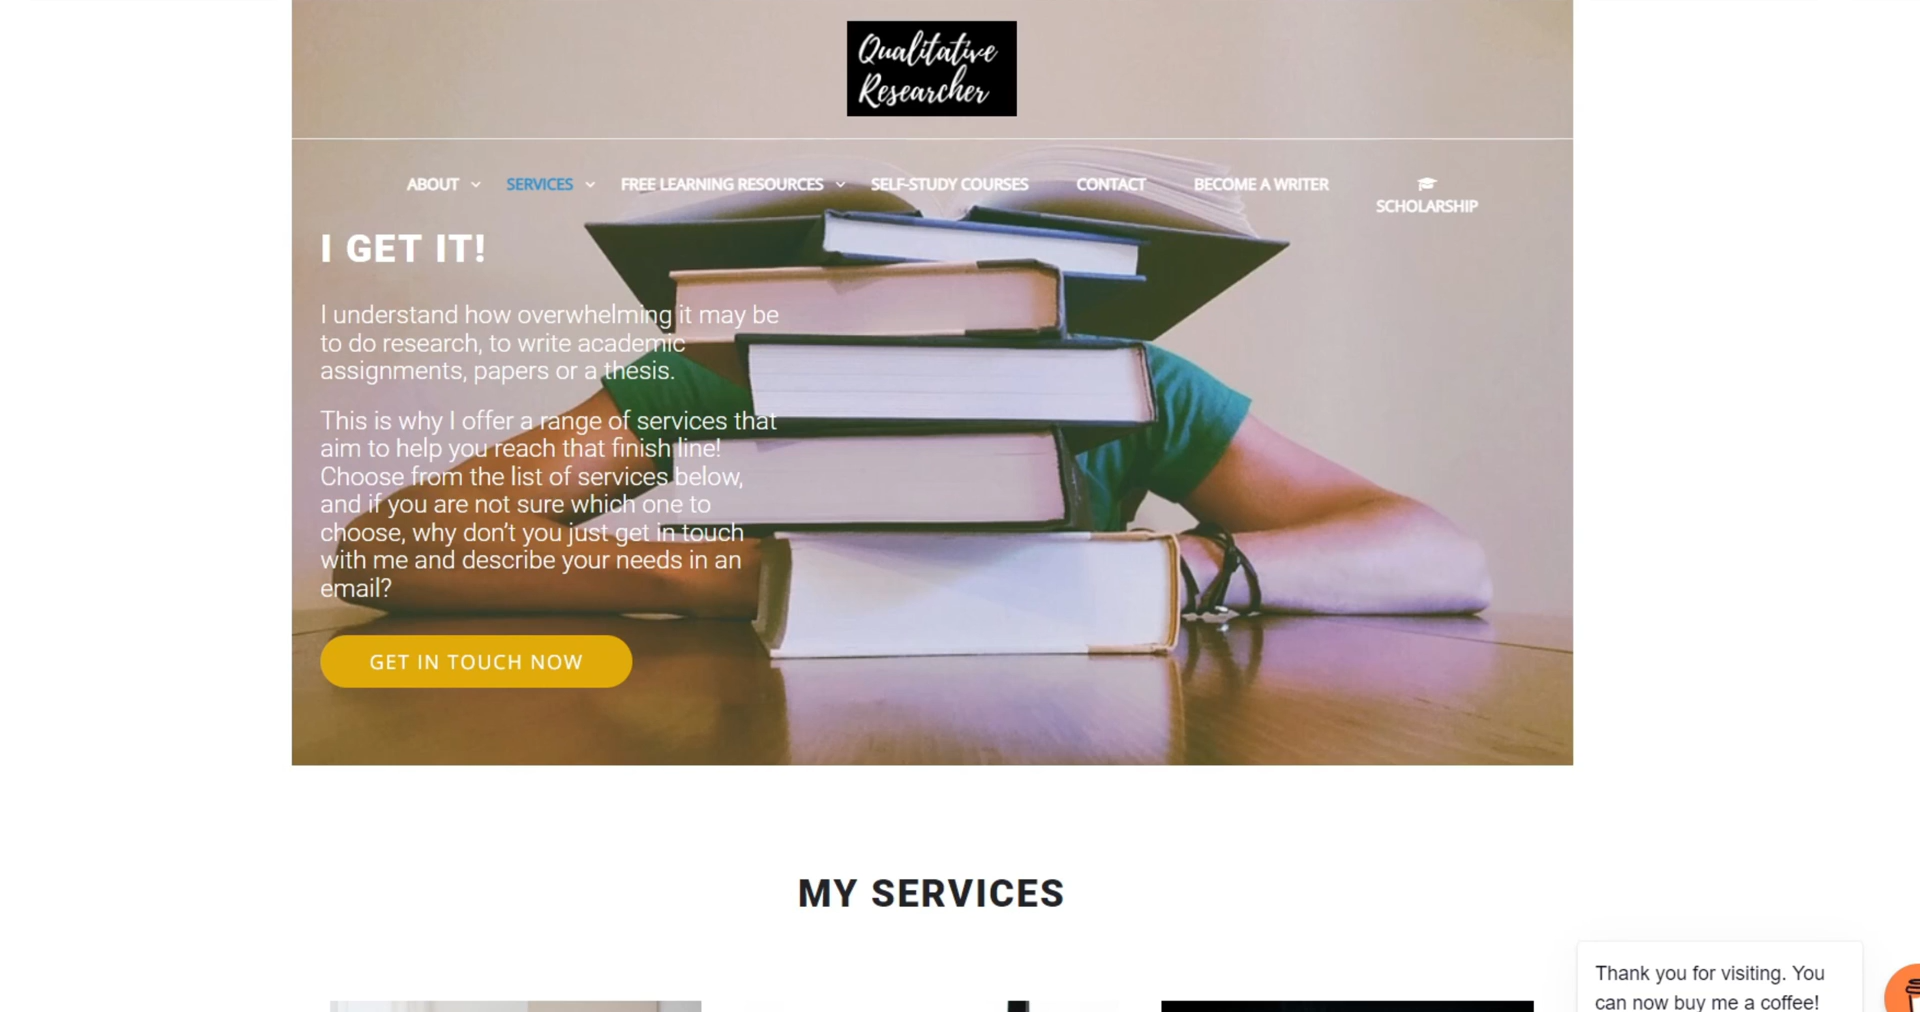 Qualitative
Researcher
ABOUT SERVICES FREE LEARNING RESOURCES SELF-STUDY COURSES CONTACT BECOME A WRITER
SCHOLARSHIP
I GET IT!
I understand how overwhelming it may be
to do research, to write academic
assignments, papers or a thesis.
This is why I offer a range of services that
aim to help you reach that finish line!
Choose from the list of services below,
and if you are not sure which one to
choose, why don’t you just get in touch
with me and describe your needs in an
email?
GET IN TOUCH NOW
MY SERVICES
Thank you for visiting. You
can now buy me a coffee!